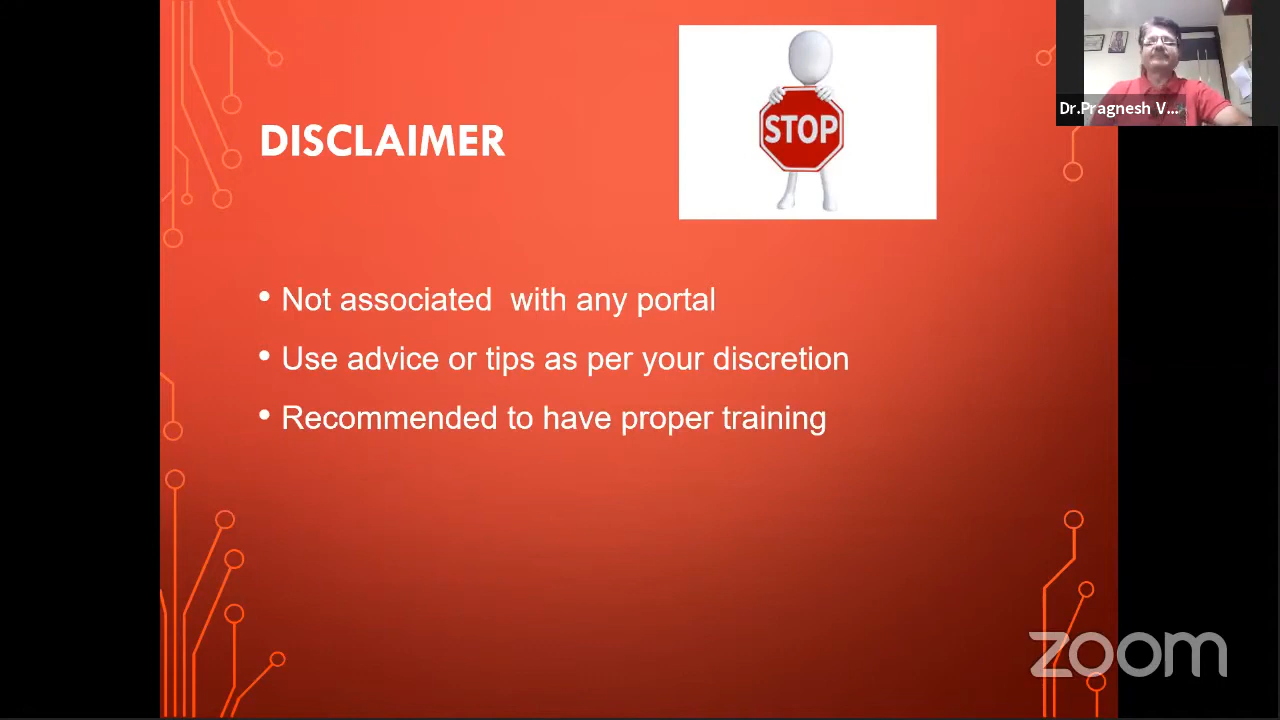 DISCLAIMER
STOP
Dr.Pragnesh V...
• Not associated with any portal
• Use advice or tips as per your discretion
• Recommended to have proper training
zoom